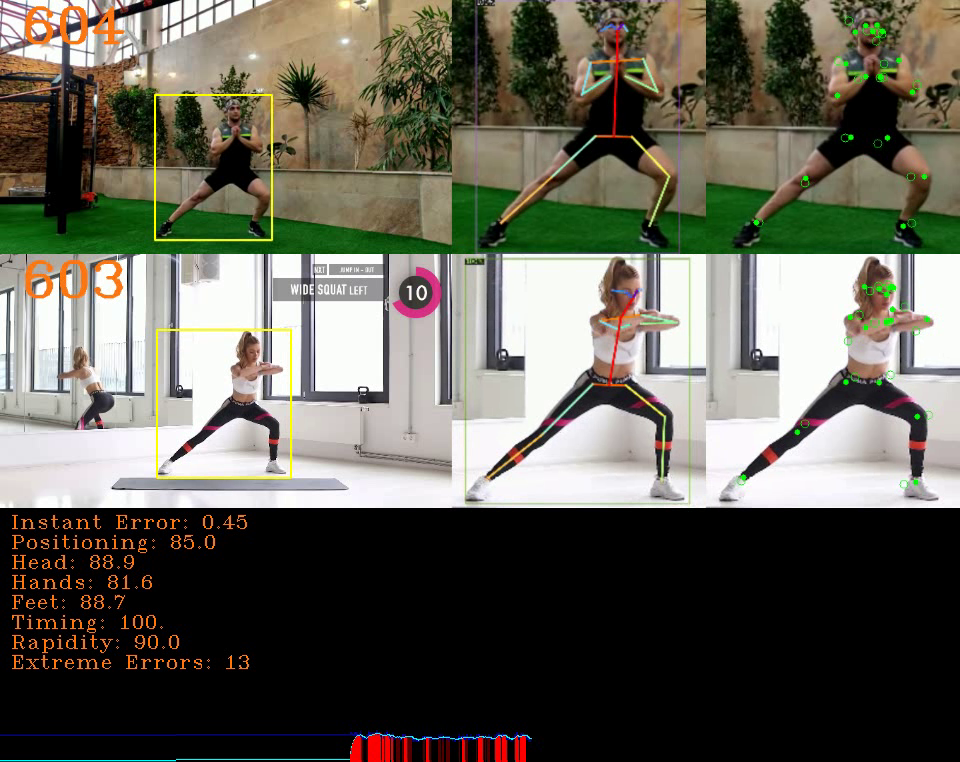 604
603
NXT JUMP IN - OUT
WIDE SQUAT LEFT
10
Instant Error: 0.45
Positioning: 85.0
Head: 88.9
Hands: 81.6
Feet: 88.7
Timing: 100.
Rapidity: 90.0
Extreme Errors: 13